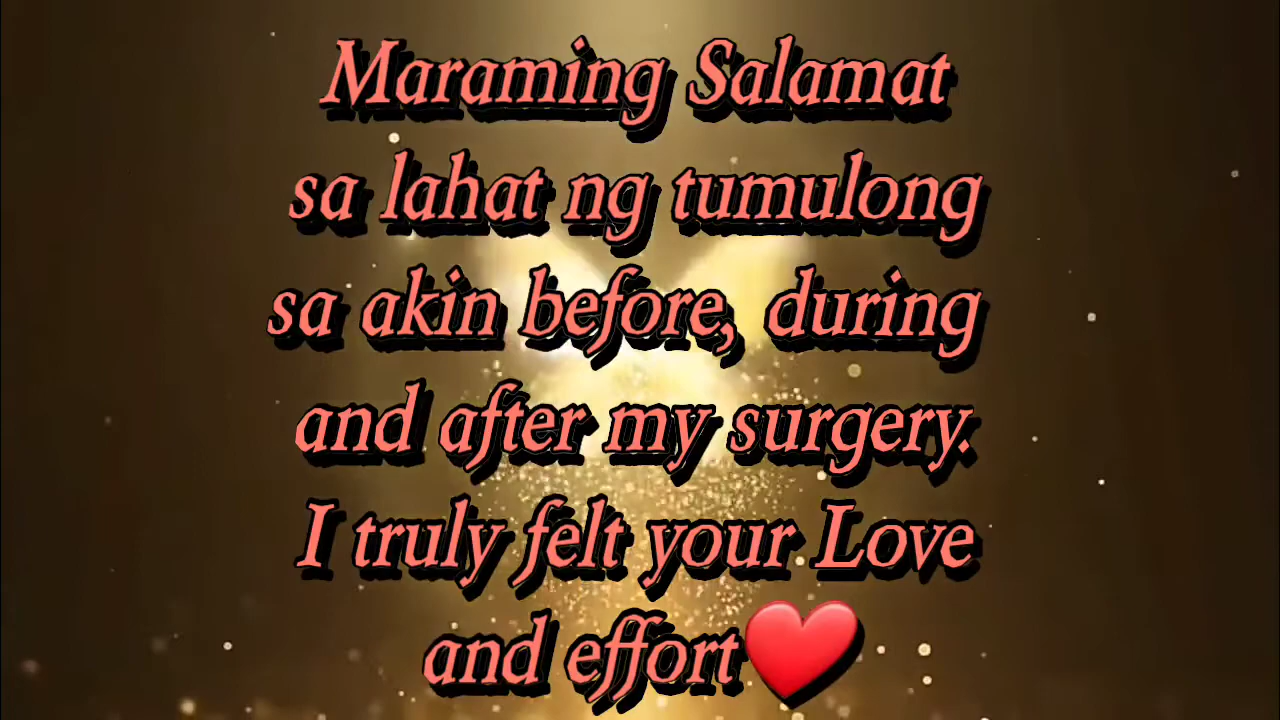 Maraming Salamat
sa lahat ng tumulong
sa akin before, during
and after my surgery.
I truly felt your Love
and effort❤️